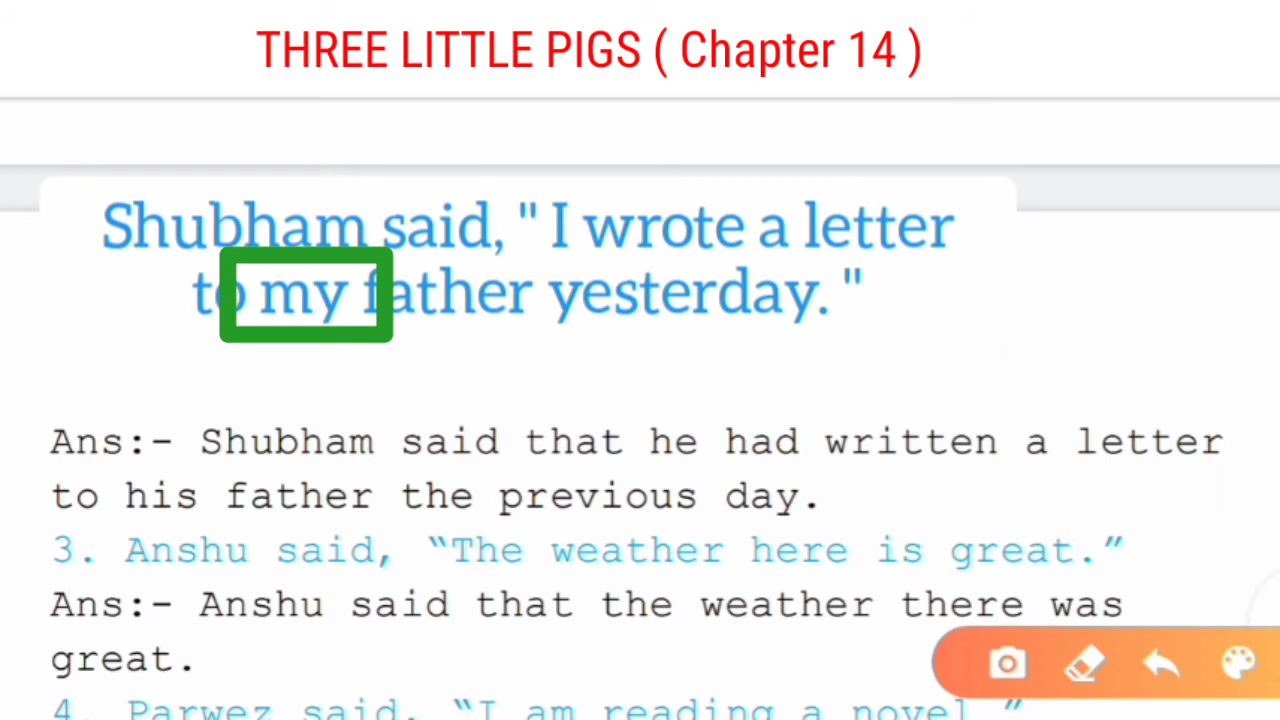 THREE LITTLE PIGS ( Chapter 14 )
Shubham said, " I wrote a letter
to my father yesterday. "
Ans:- Shubham said that he had written a letter
to his father the previous day.
3. Anshu said, “The weather here is great.”
Ans:- Anshu said that the weather there was
great.
4. Parwez said, “I am reading a novel.”